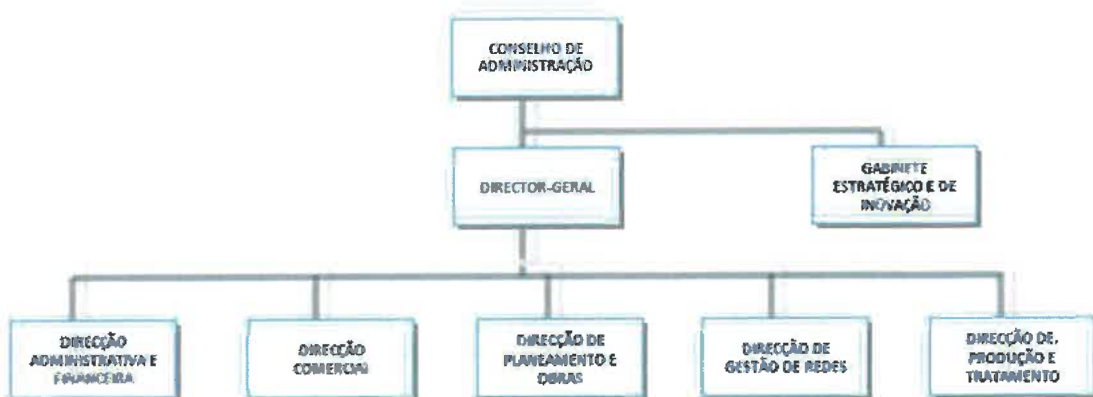 CONSELHO DE
ADMINISTRAÇÃO
DIRECTOR-GERAL
GABINETE
ESTRATÉGICO E DE
INOVAÇÃO
DIRECÇÃO
ADMINISTRATIVA E
FINANCEIRA
DIRECÇÃO
COMERCIAL
DIRECÇÃO DE
PLANEAMENTO E
OBRAS
DIRECÇÃO DE
GESTÃO DE REDES
DIRECÇÃO DE
PRODUÇÃO E
TRATAMENTO